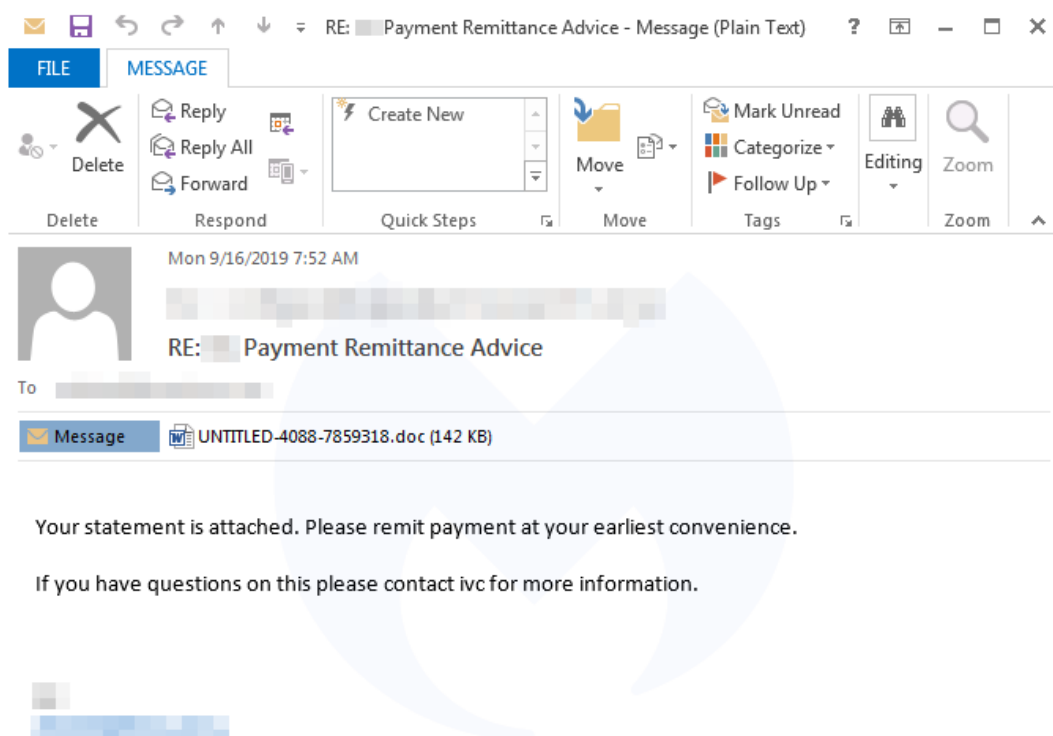 RE: Payment Remittance Advice - Message (Plain Text) ?
FILE MESSAGE
Delete
Reply
Reply All
Forward
Create New
Move
Mark Unread
Categorize
Follow Up
Editing
Zoom
Delete Respond Quick Steps Move Tags Zoom
Mon 9/16/2019 7:52 AM
RE: Payment Remittance Advice
To
Message UNTITLED-4088-7859318.doc (142 KB)
Your statement is attached. Please remit payment at your earliest convenience.
If you have questions on this please contact ivc for more information.